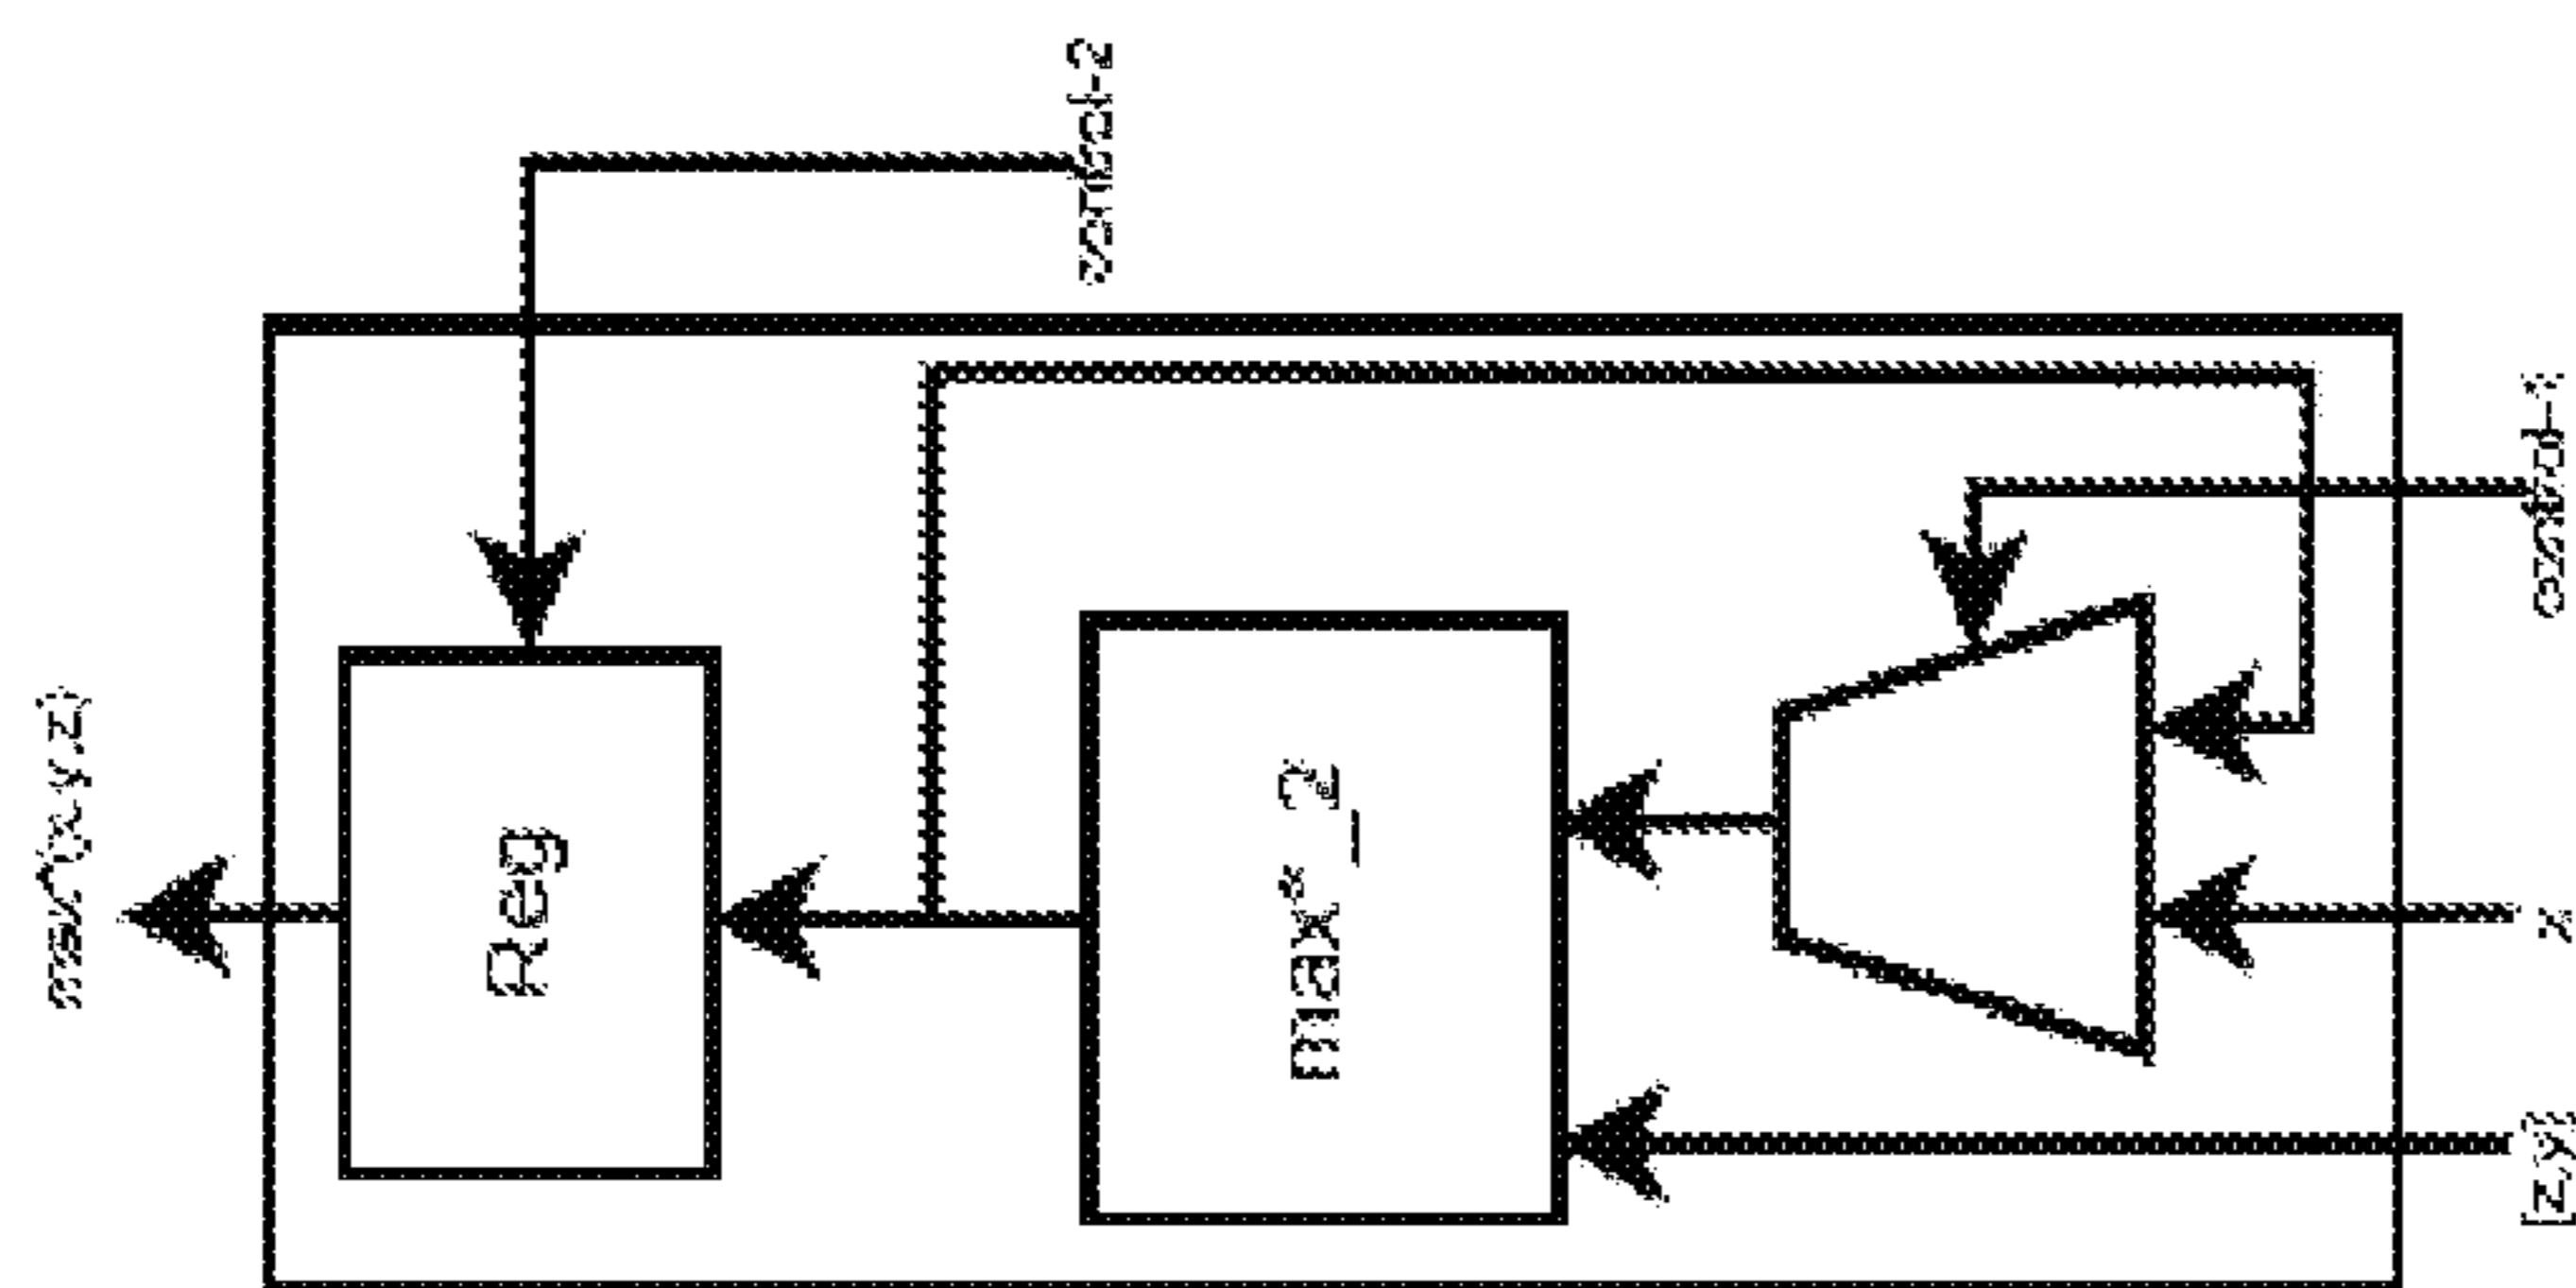 max*(x,y,z)
Reg
control-2
max*_2
control-1
x
[z,y]